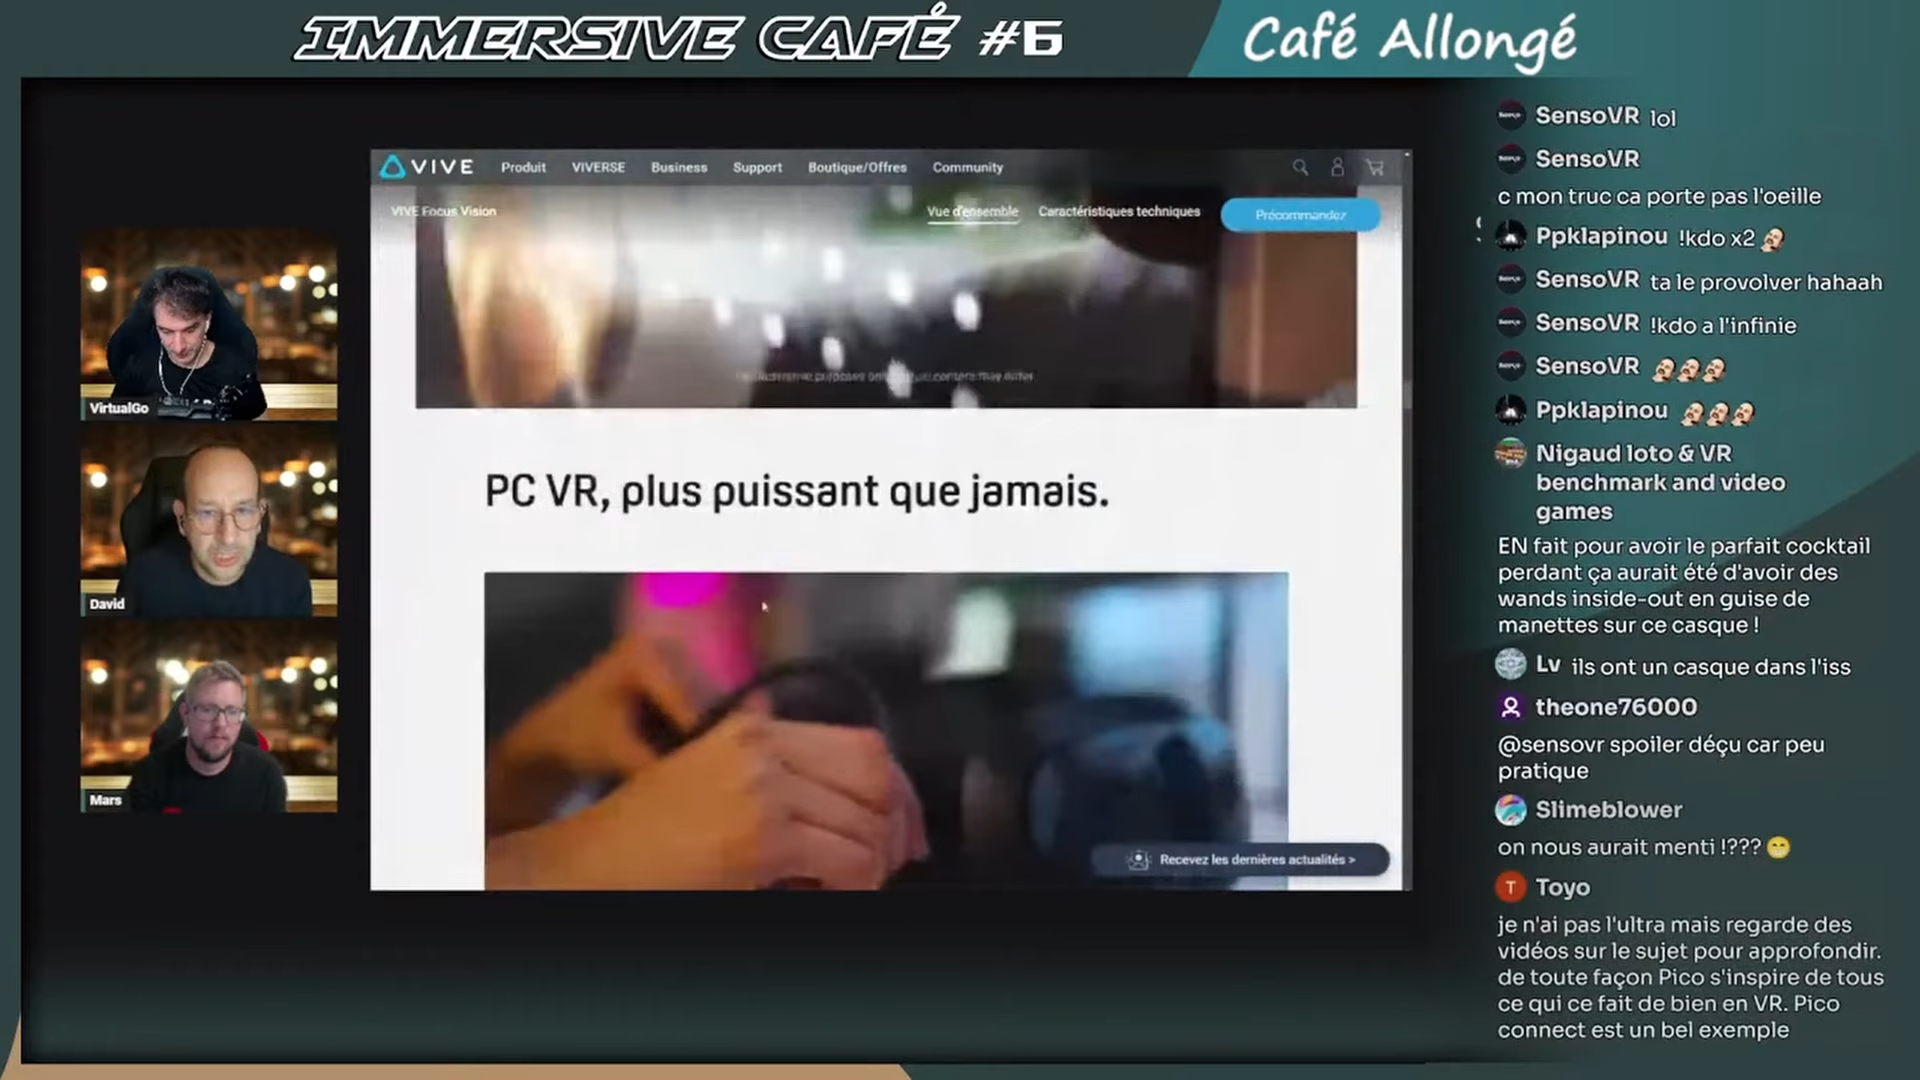 IMMERSIVE CAFÉ #6
Café Allongé
VIVE
Produit
VIVERSE
Business
Support
Boutique/Offres
Community
VIVE Focus Vision
Vue d'ensemble
Caractéristiques techniques
Précommandez
PC VR, plus puissant que jamais.
Recevez les dernières actualités >
VirtualGo
David
Mars
SensoVR lol
SensoVR
c mon truc ca porte pas l'oeille
Ppklapinou !kdo x2
SensoVR ta le provolver hahaah
SensoVR !kdo a l'infinie
SensoVR
Ppklapinou
Nigaud loto & VR
benchmark and video
games
EN fait pour avoir le parfait cocktail
perdant ça aurait été d'avoir des
wands inside-out en guise de
manettes sur ce casque !
Lv ils ont un casque dans l'iss
theone76000
@sensovr spoiler déçu car peu
pratique
Slimeblower
on nous aurait menti !???
T Toyo
je n'ai pas l'ultra mais regarde des
vidéos sur le sujet pour approfondir.
de toute façon Pico s'inspire de tous
ce qui ce fait de bien en VR. Pico
connect est un bel exemple